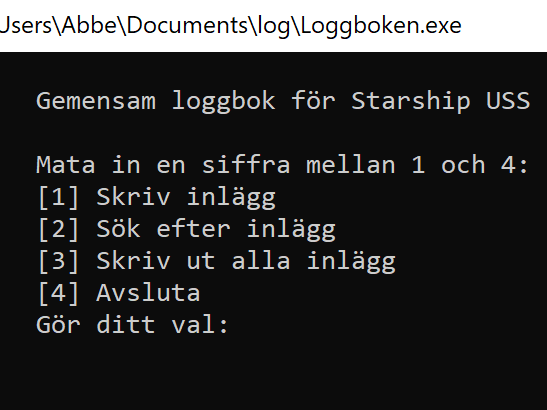 Users\Abbe\Documents\log\Loggboken.exe
Gemensam loggbok för Starship USS
Mata in en siffra mellan 1 och 4:
[1] Skriv inlägg
[2] Sök efter inlägg
[3] Skriv ut alla inlägg
[4] Avsluta
Gör ditt val: